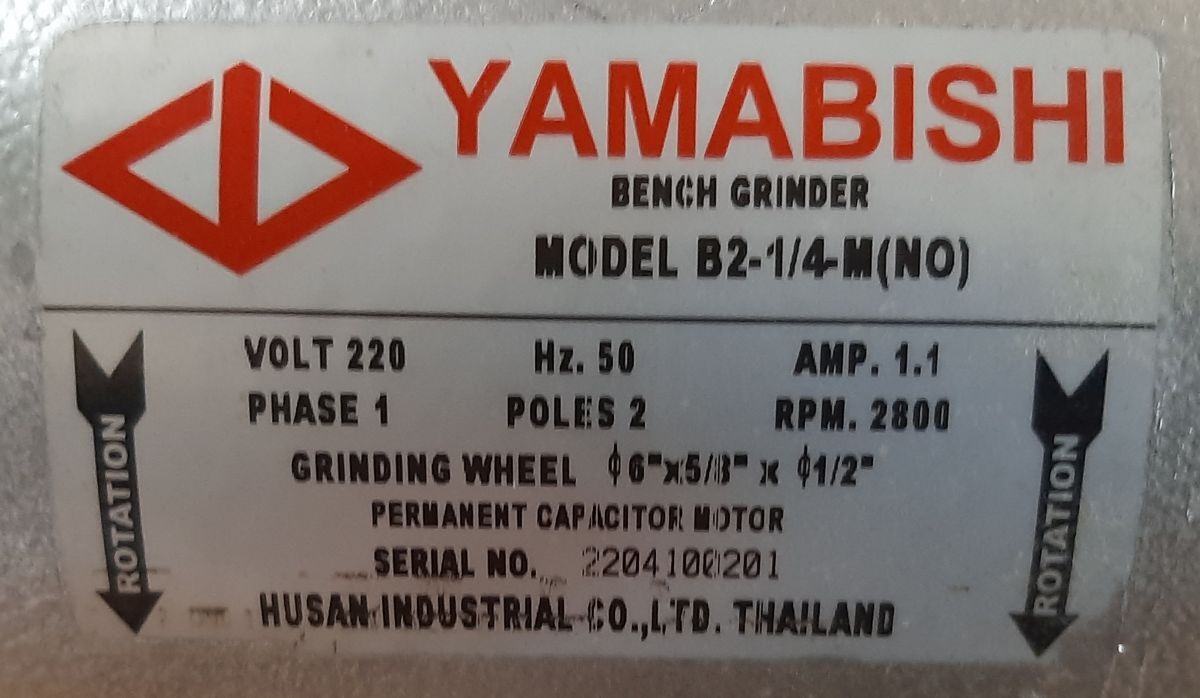 YAMABISHI
BENCH GRINDER
MODEL B2-1/4-M(NO)
VOLT 220 Hz. 50 AMP. 1.1
PHASE 1 POLES 2 RPM. 2800
GRINDING WHEEL ϕ6"x5/8" x ϕ1/2"
PERMANENT CAPACITOR MOTOR
SERIAL NO. 2204100201
HUSAN INDUSTRIAL CO.,LTD. THAILAND
ROTATION
ROTATION